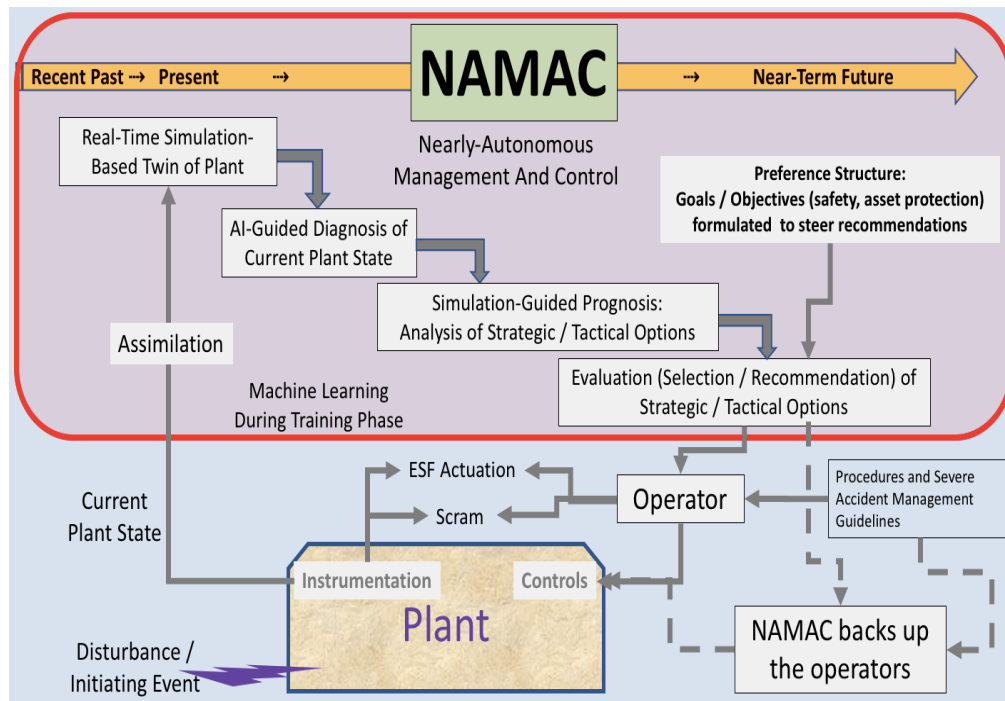 Recent Past ⇢ Present ⇢ NAMAC ⇢ Near-Term Future
Nearly-Autonomous
Management And Control
Real-Time Simulation-
Based Twin of Plant
Preference Structure:
Goals / Objectives (safety, asset protection)
formulated to steer recommendations
AI-Guided Diagnosis of
Current Plant State
Simulation-Guided Prognosis:
Analysis of Strategic / Tactical Options
Assimilation
Evaluation (Selection / Recommendation) of
Strategic / Tactical Options
Machine Learning
During Training Phase
ESF Actuation
Scram
Operator
Procedures and Severe
Accident Management
Guidelines
Current
Plant State
Instrumentation
Controls
Plant
NAMAC backs up
the operators
Disturbance /
Initiating Event